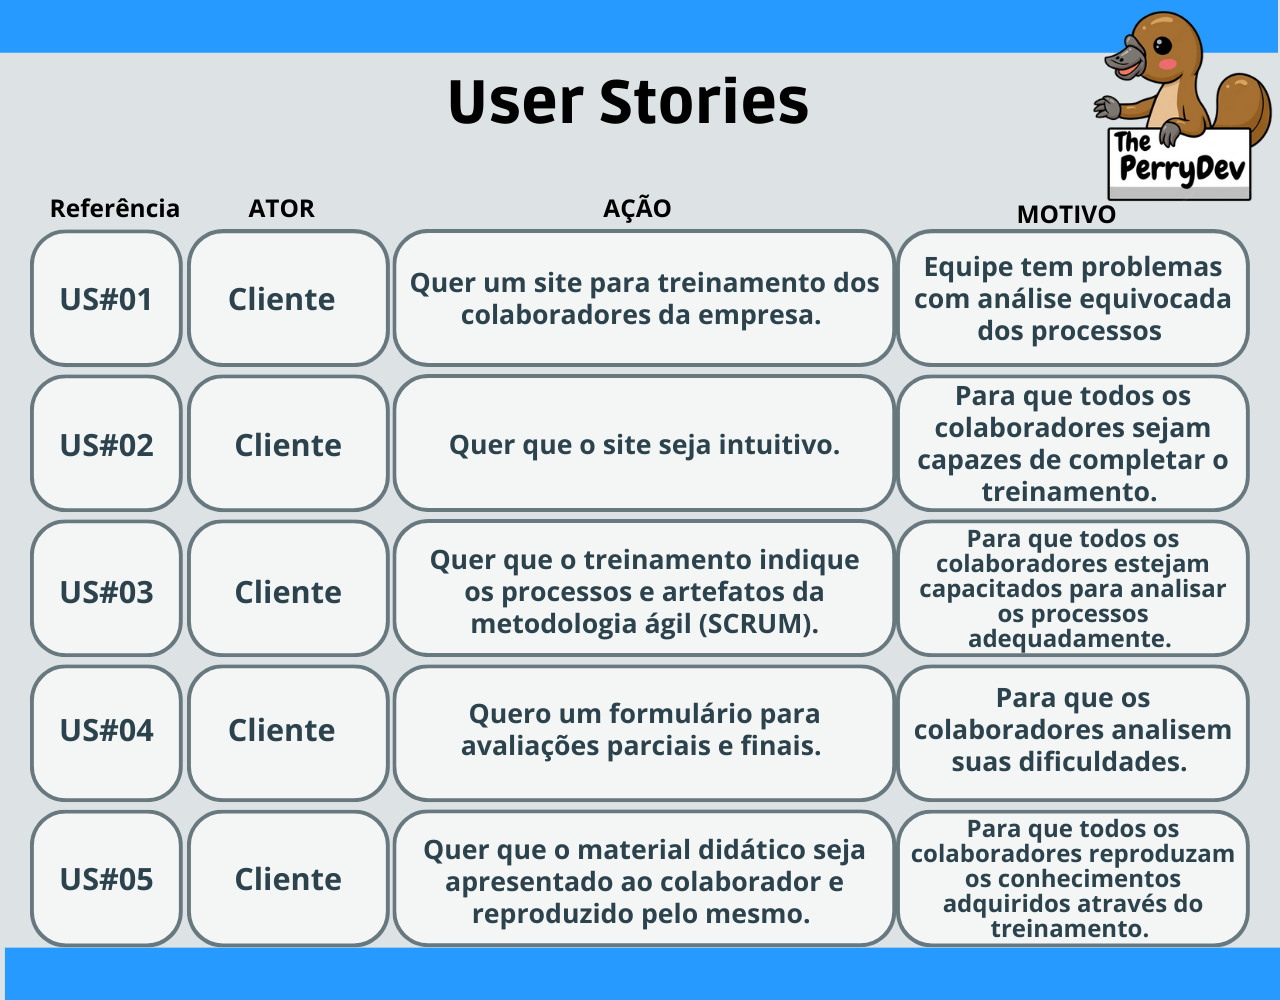 User Stories
The
PerryDev
Referência
ATOR
AÇÃO
MOTIVO
US#01
Cliente
Quer um site para treinamento dos
colaboradores da empresa.
Equipe tem problemas
com análise equivocada
dos processos
US#02
Cliente
Quer que o site seja intuitivo.
Para que todos os
colaboradores sejam
capazes de completar o
treinamento.
US#03
Cliente
Quer que o treinamento indique
os processos e artefatos da
metodologia ágil (SCRUM).
Para que todos os
colaboradores estejam
capacitados para analisar
os processos
adequadamente.
US#04
Cliente
Quero um formulário para
avaliações parciais e finais.
Para que os
colaboradores analisem
suas dificuldades.
US#05
Cliente
Quer que o material didático seja
apresentado ao colaborador e
reproduzido pelo mesmo.
Para que todos os
colaboradores reproduzam
os conhecimentos
adquiridos através do
treinamento.